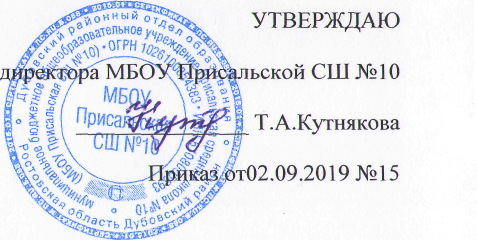 УТВЕРЖДАЮ
директора МБОУ Присальской СШ №10
Т.А.Кутнякова
Приказ от02.09.2019 №15
МБОУ
Присальская
СШ №10
Ростовская область Дубовский район